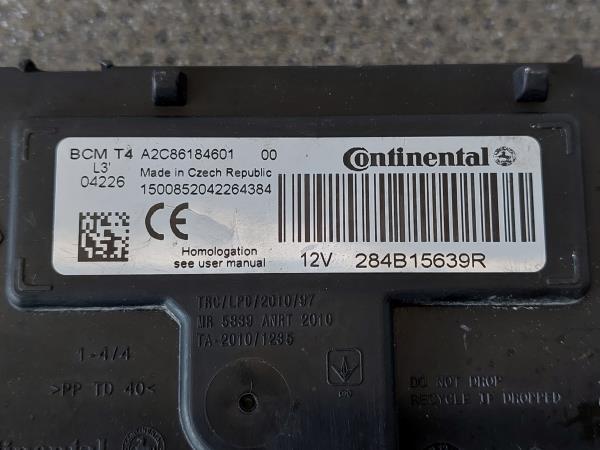 BCM T4 A2C86184601 00
L3'
04226
Made in Czech Republic
1500852042264384
Continental
CE
Homologation
see user manual
12V 284B15639R
TRC/LPD/2010/97
MR 5839 ANRT 2010
TA-2010/1235
1-4/4
>PP TD 40<
DO NOT DROP
RECYCLE IF DROPPED
Continental